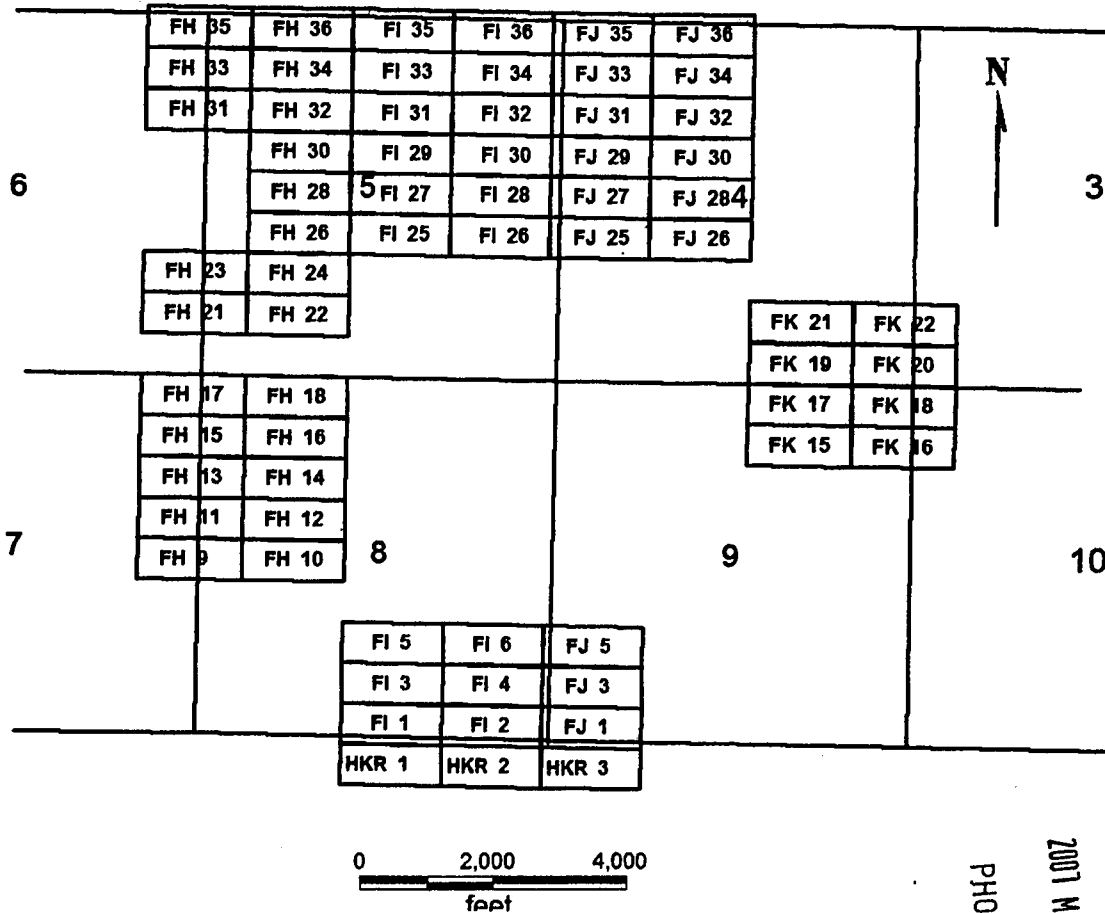 FH 35 FH 36 FI 35 FI 36 FJ 35 FJ 36
FH 33 FH 34 FI 33 FI 34 FJ 33 FJ 34
N
FH 31 FH 32 FI 31 FI 32 FJ 31 FJ 32
FH 30 FI 29 FI 30 FJ 29 FJ 30
6 FH 28 5 FI 27 FI 28 FJ 27 FJ 28 4 3
FH 26 FI 25 FI 26 FJ 25 FJ 26
FH 23 FH 24
FH 21 FH 22 FK 21 FK 22
FK 19 FK 20
FH 17 FH 18 FK 17 FK 18
FH 15 FH 16 FK 15 FK 16
FH 13 FH 14
FH 11 FH 12
7 FH 9 FH 10 8 9 10
FI 5 FI 6 FJ 5
FI 3 FI 4 FJ 3
FI 1 FI 2 FJ 1
HKR 1 HKR 2 HKR 3
0 2,000 4,000
feet
2007 M
PHO